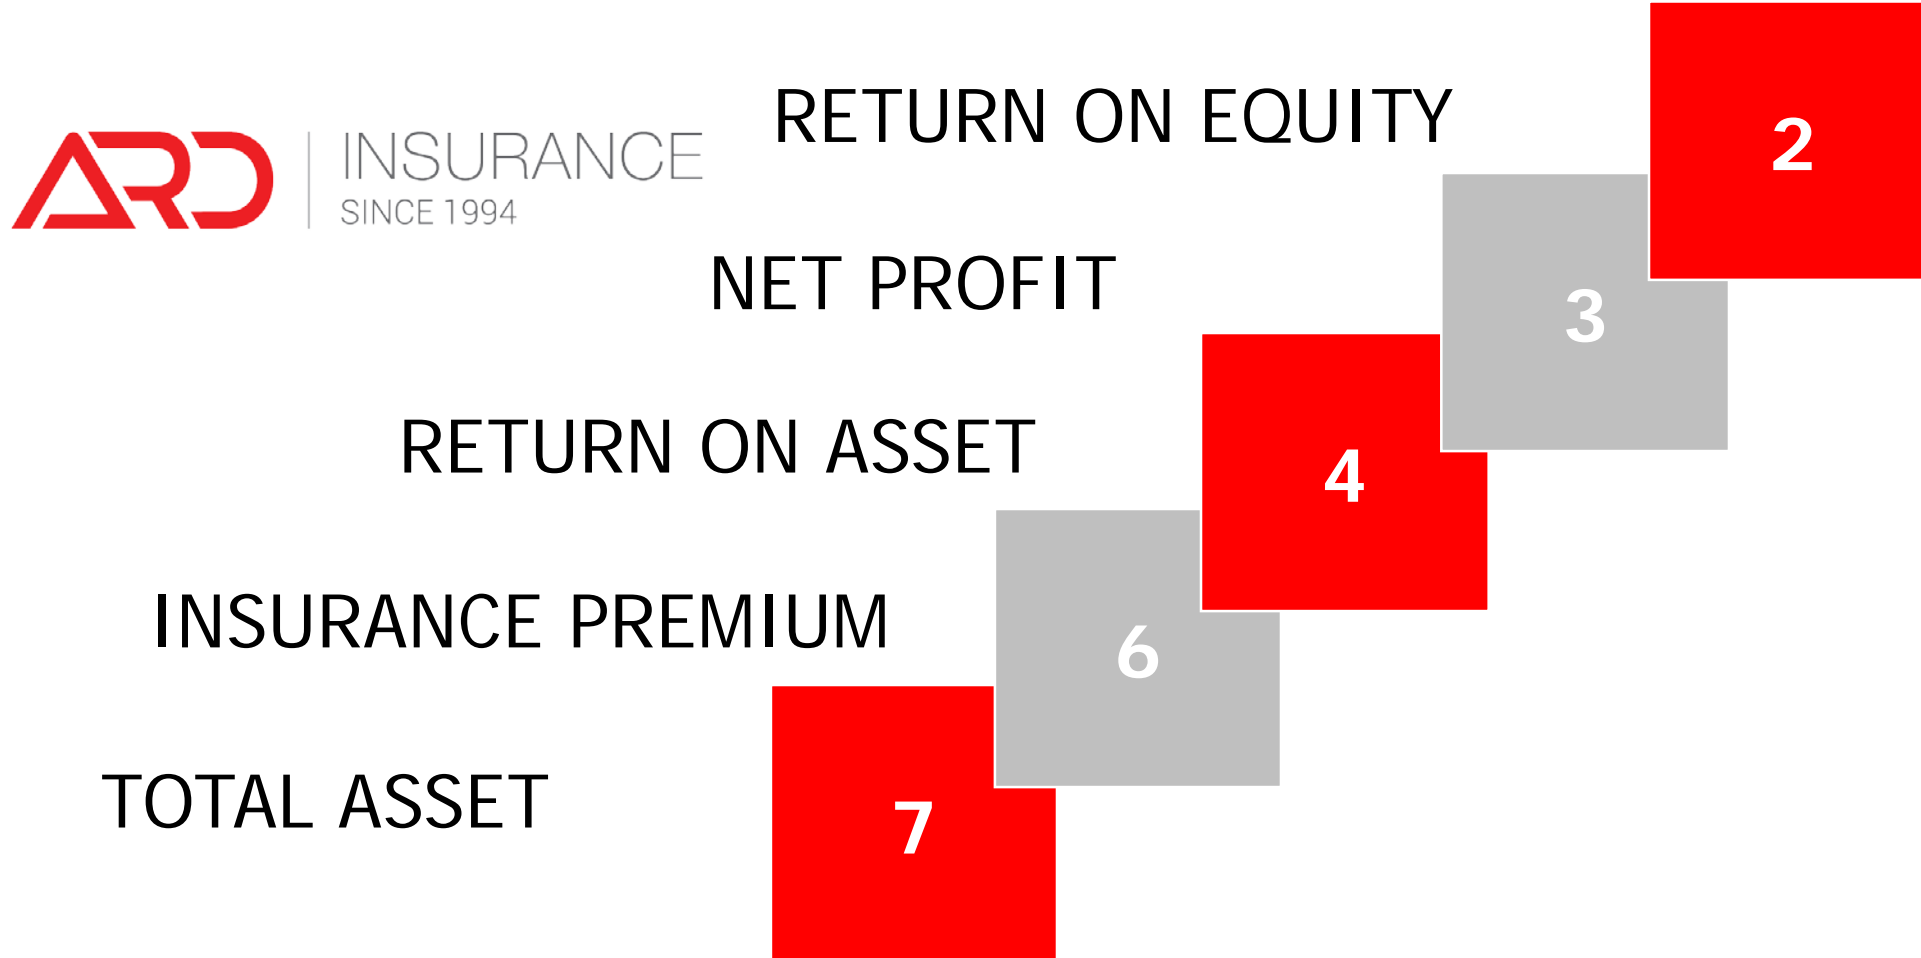 RETURN ON EQUITY
2
ARD
INSURANCE
SINCE 1994
NET PROFIT
3
RETURN ON ASSET
4
INSURANCE PREMIUM
6
TOTAL ASSET
7